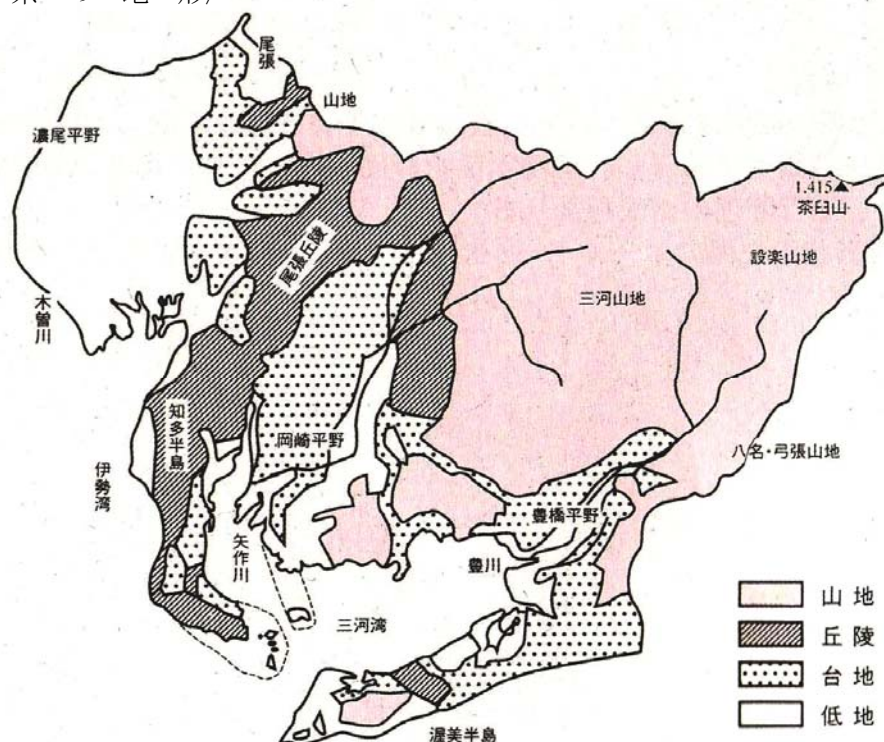 尾張
山地
濃尾平野
1.415
茶臼山
設楽山地
尾張丘陵
三河山地
木曽川
知多半島
岡崎平野
伊勢湾
八名・弓張山地
豊橋平野
矢作川
豊川
三河湾
渥美半島
山地
丘陵
台地
低地